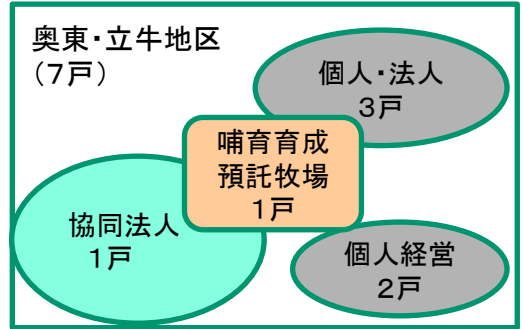 奥東・立牛地区
（7戸）
個人・法人
3戸
哺育育成
預託牧場
1戸
協同法人
1戸
個人経営
2戸